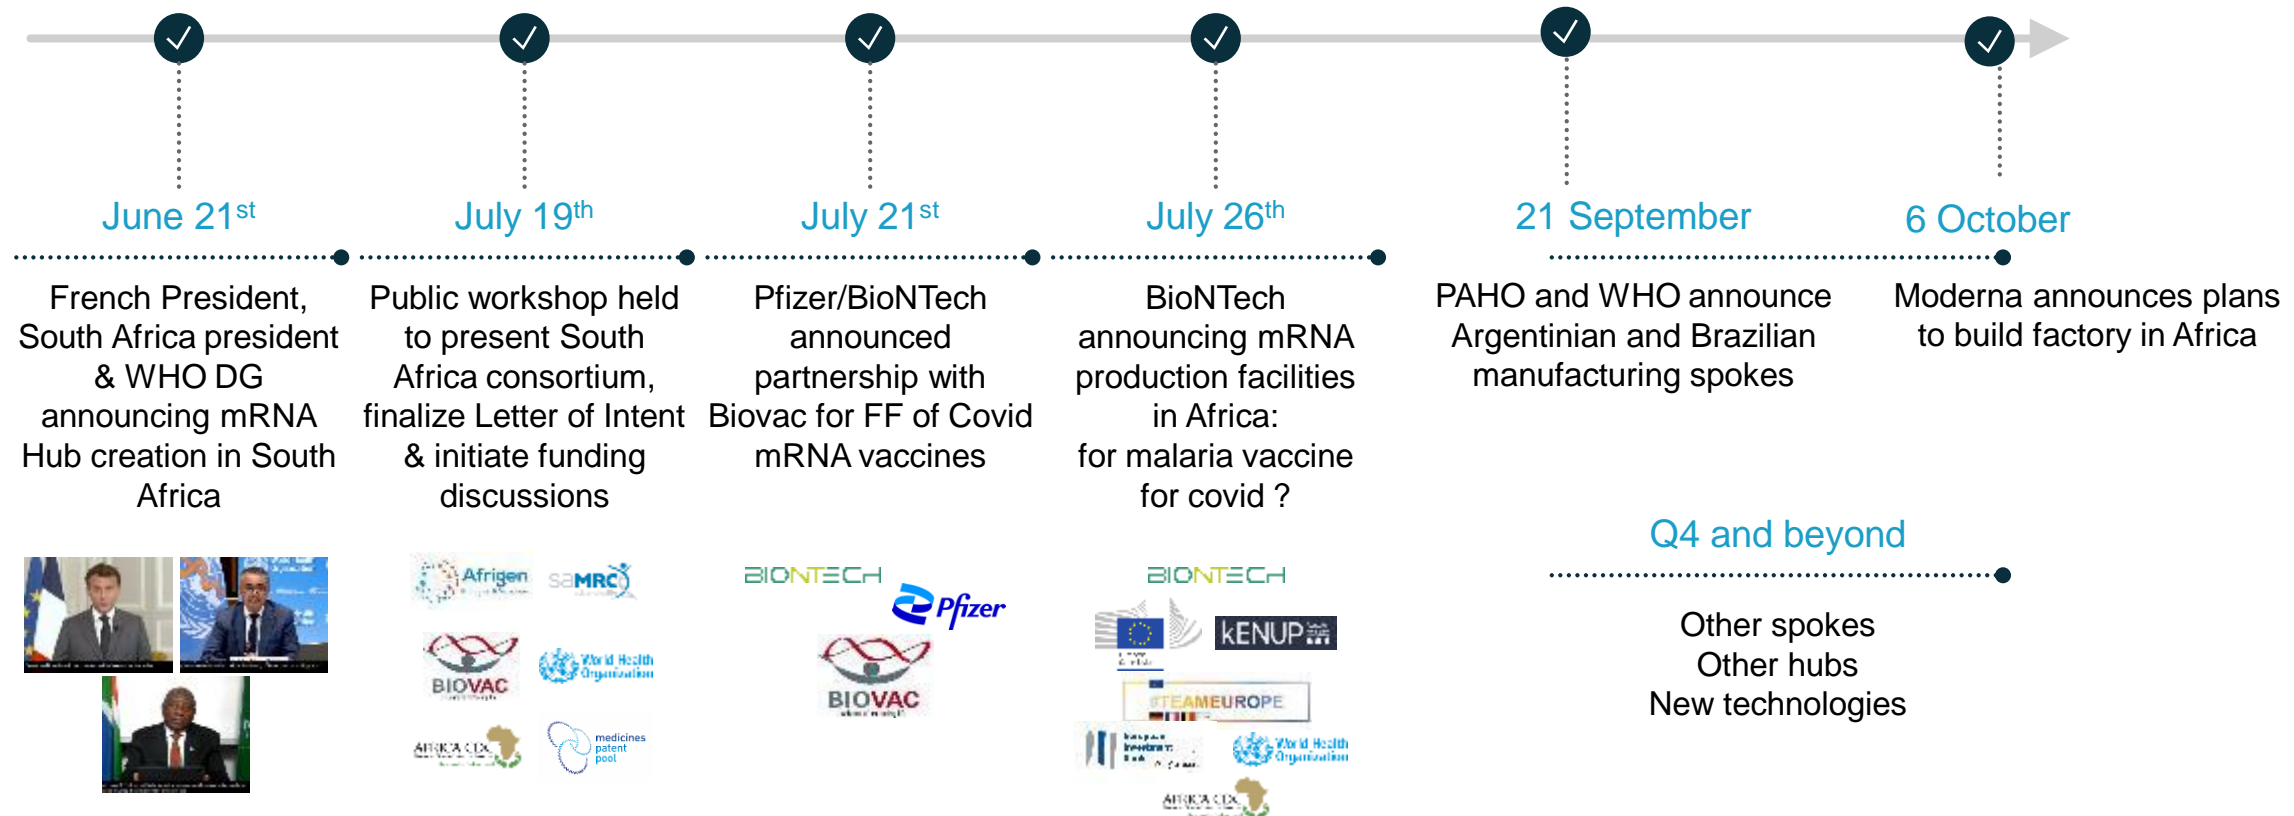 June 21st
French President,
South Africa president
& WHO DG
announcing mRNA
Hub creation in South
Africa
July 19th
Public workshop held
to present South
Africa consortium,
finalize Letter of Intent
& initiate funding
discussions
Afrigen
SAMRC
BIOVAC
World Health
Organization
AFRICA CDC
medicines
patent
pool
July 21st
Pfizer/BioNTech
announced
partnership with
Biovac for FF of Covid
mRNA vaccines
BIONTECH
Pfizer
BIOVAC
July 26th
BioNTech
announcing mRNA
production facilities
in Africa:
for malaria vaccine
for covid ?
BIONTECH
kENUP
#TEAMEUROPE
European
Investment
Bank
World Health
Organization
AFRICA CDC
21 September
PAHO and WHO announce
Argentinian and Brazilian
manufacturing spokes
6 October
Moderna announces plans
to build factory in Africa
Q4 and beyond
Other spokes
Other hubs
New technologies